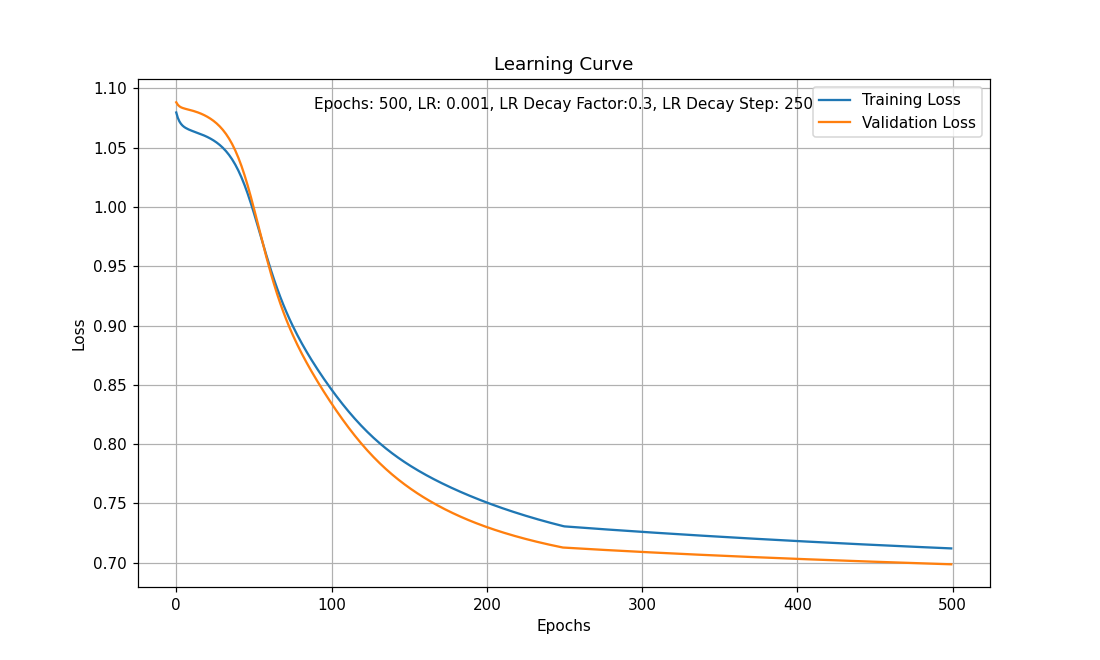 Learning Curve
Epochs: 500, LR: 0.001, LR Decay Factor:0.3, LR Decay Step: 250
Training Loss
Validation Loss
1.10
1.05
1.00
0.95
0.90
0.85
0.80
0.75
0.70
Loss
0 100 200 300 400 500
Epochs